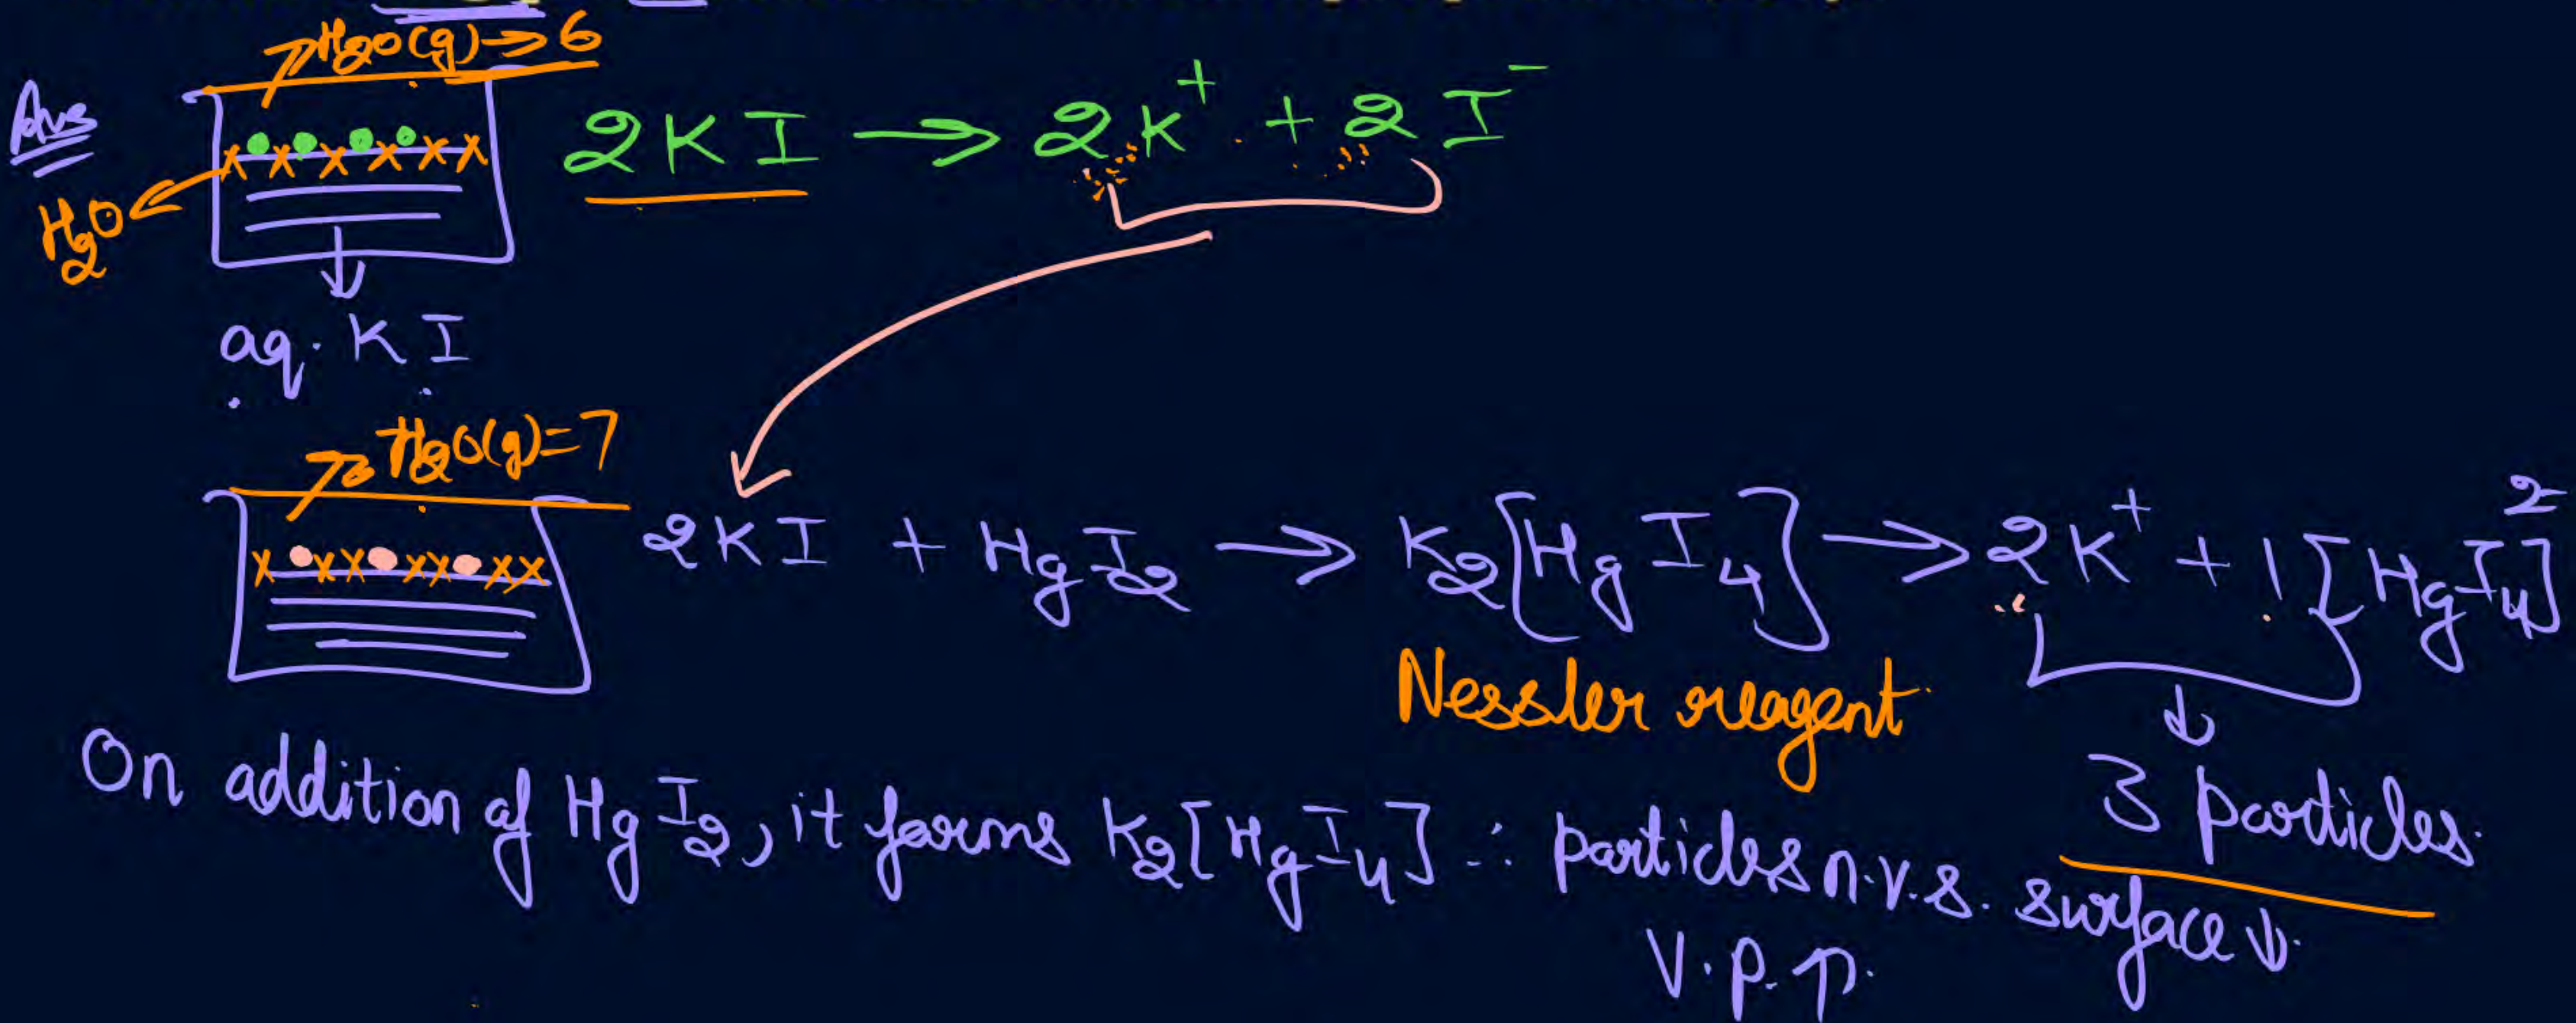 H2O(g) → 6
Ans
2KI → 2K⁺ + 2I⁻
H2O
aq. KI
H2O(g) = 7
2KI + HgI2 → K2[HgI4] → 2K⁺ + 1[HgI4]²⁻
Nessler reagent
3 particles.
On addition of HgI2, it forms K2[HgI4] ∴ particles n.v.s. surface ↓.
V.P. ↑.